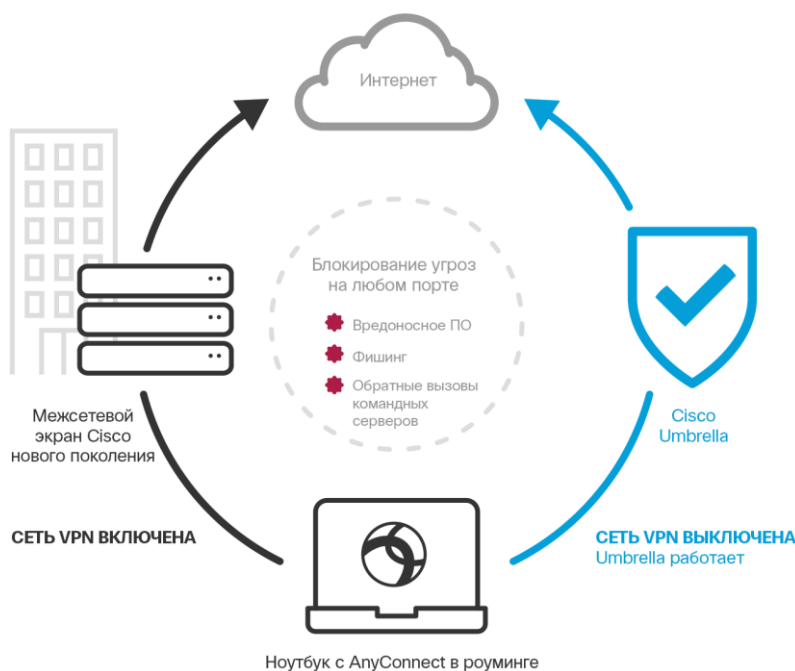 Интернет
Блокирование угроз
на любом порте
Вредоносное ПО
Фишинг
Обратные вызовы
командных
серверов
Межсетевой
экран Cisco
нового поколения
Cisco
Umbrella
СЕТЬ VPN ВКЛЮЧЕНА
СЕТЬ VPN ВЫКЛЮЧЕНА
Umbrella работает
Ноутбук с AnyConnect в роуминге